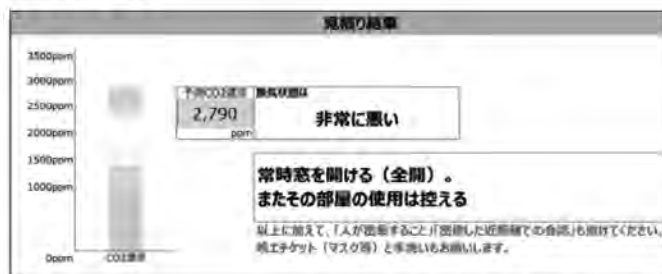 見積り結果
3500ppm
3000ppm
2500ppm
2000ppm
1500ppm
1000ppm
0ppm
CO2濃度
予測CO2濃度
2,790
ppm
換気状態は
非常に悪い
常時窓を開ける（全開）。
またその部屋の使用は控える
以上に加えて、「人が密集すること」「密接した近距離での会話」も避けてください。
咳エチケット（マスク等）と手洗いもお願いします。